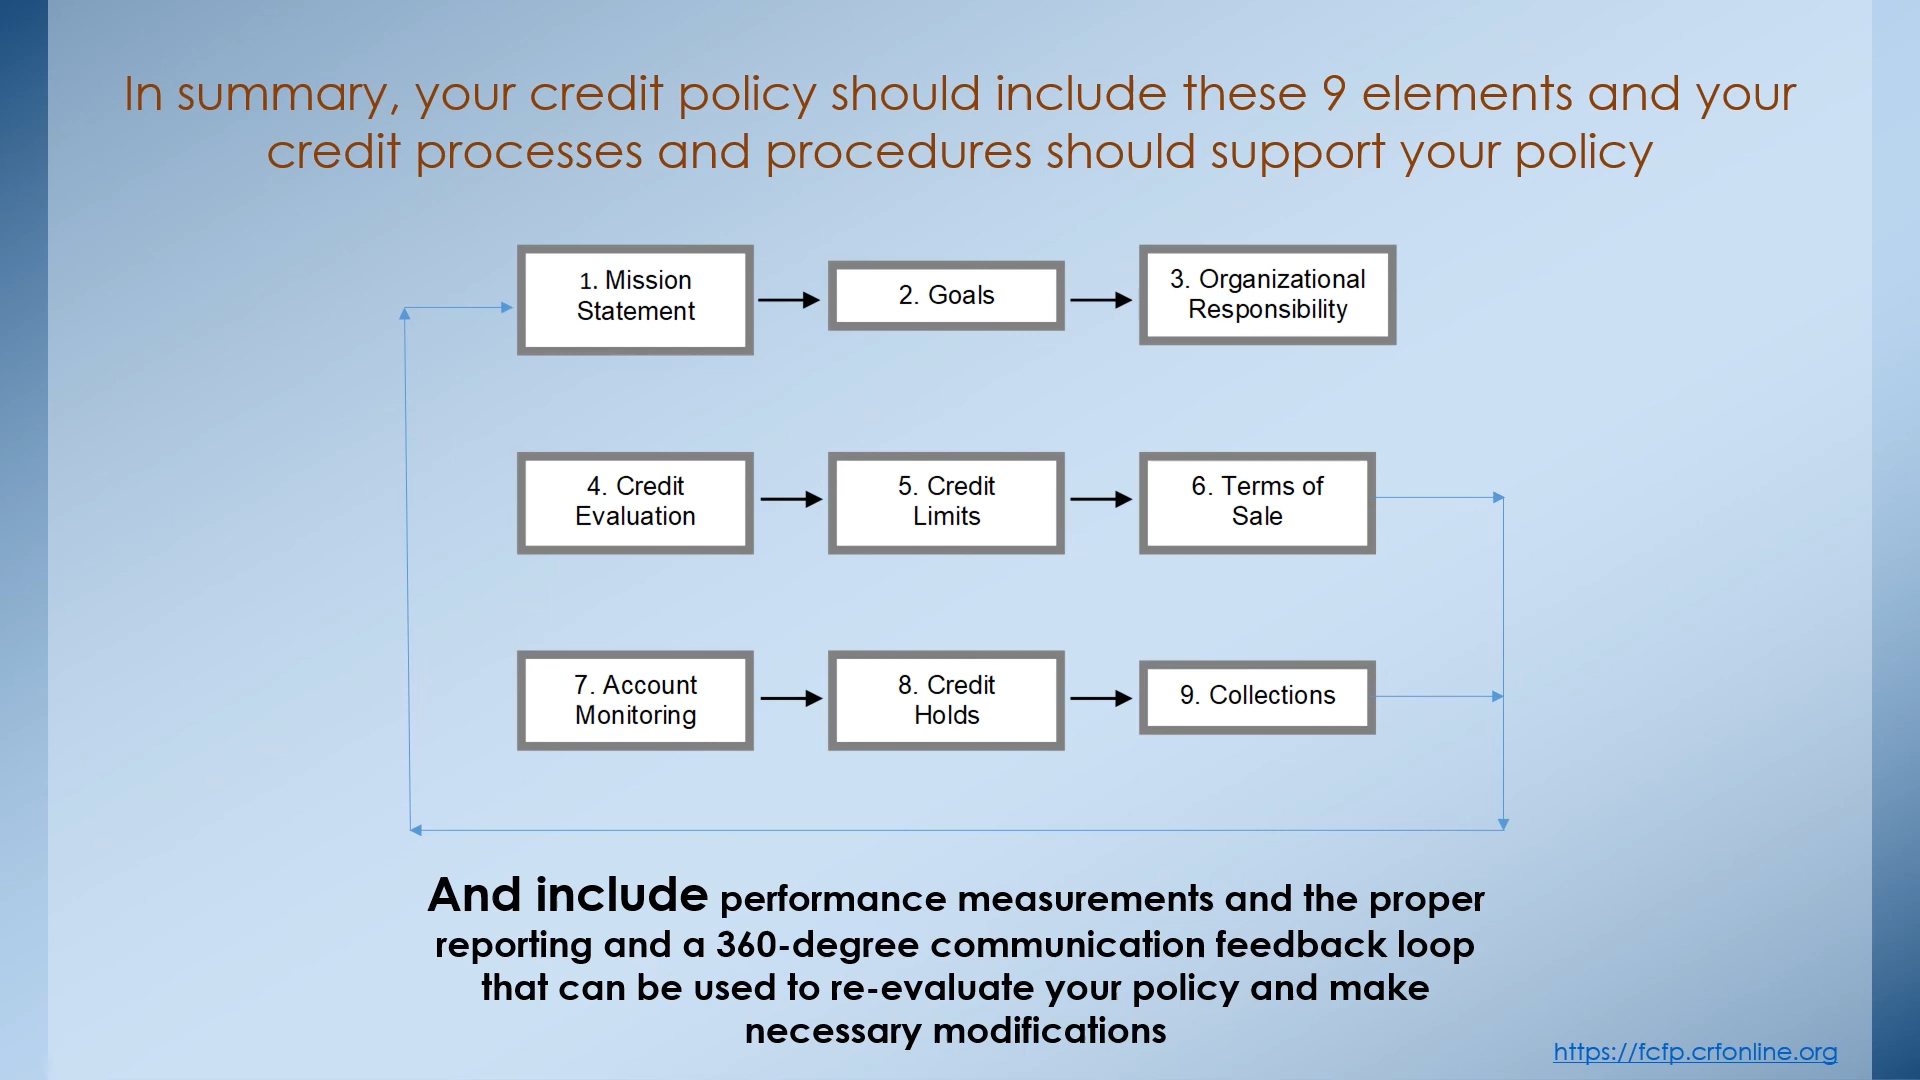 In summary, your credit policy should include these 9 elements and your
credit processes and procedures should support your policy
1. Mission
Statement
2. Goals
3. Organizational
Responsibility
4. Credit
Evaluation
5. Credit
Limits
6. Terms of
Sale
7. Account
Monitoring
8. Credit
Holds
9. Collections
And include performance measurements and the proper
reporting and a 360-degree communication feedback loop
that can be used to re-evaluate your policy and make
necessary modifications
https://fcfp.crfonline.org